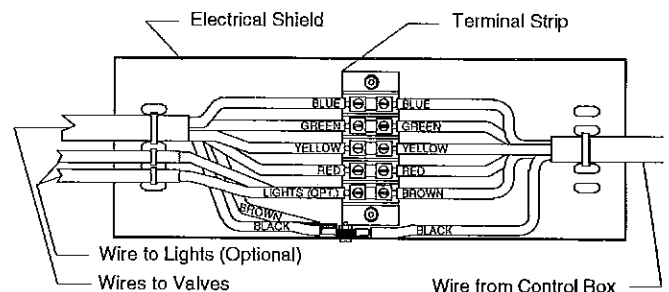 Electrical Shield
Terminal Strip
BLUE BLUE
GREEN GREEN
YELLOW YELLOW
RED RED
LIGHTS (OPT.) BROWN
BROWN
BLACK BLACK
Wire to Lights (Optional)
Wires to Valves
Wire from Control Box